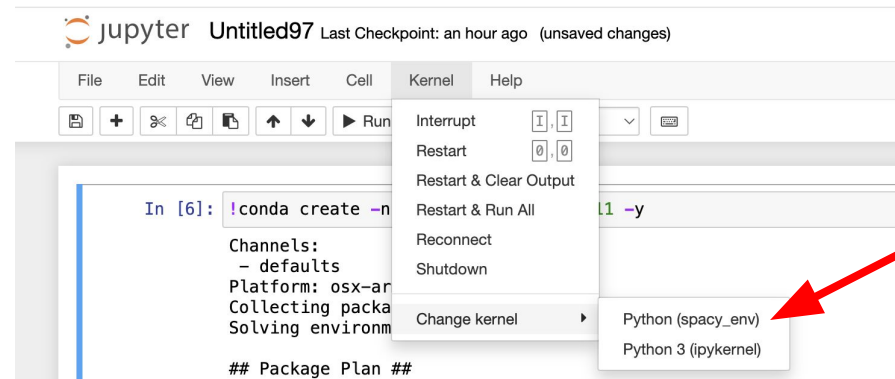 jupyter Untitled97 Last Checkpoint: an hour ago (unsaved changes)
File Edit View Insert Cell Kernel Help
Run
Interrupt I,I
Restart 0,0
Restart & Clear Output
Restart & Run All
Reconnect
Shutdown
Change kernel
Python (spacy_env)
Python 3 (ipykernel)
In [6]: !conda create -n 11 -y
Channels:
- defaults
Platform: osx-ar
Collecting packa
Solving environm
## Package Plan ##